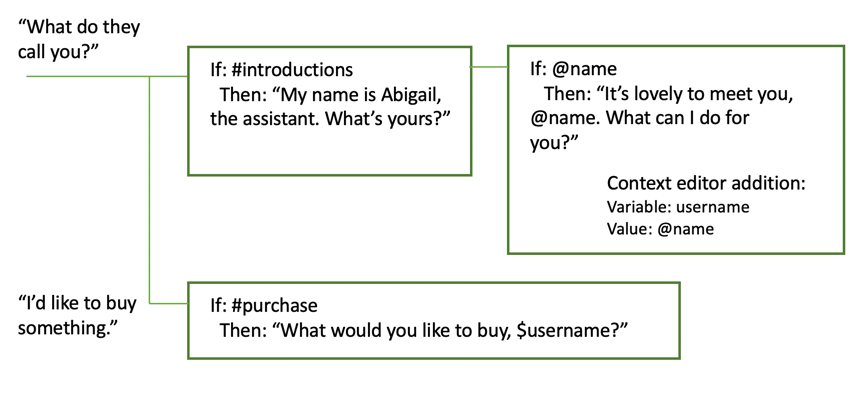 “What do they
call you?”
If: #introductions
Then: “My name is Abigail,
the assistant. What’s yours?”
If: @name
Then: “It’s lovely to meet you,
@name. What can I do for
you?”
Context editor addition:
Variable: username
Value: @name
“I’d like to buy
something.”
If: #purchase
Then: “What would you like to buy, $username?”